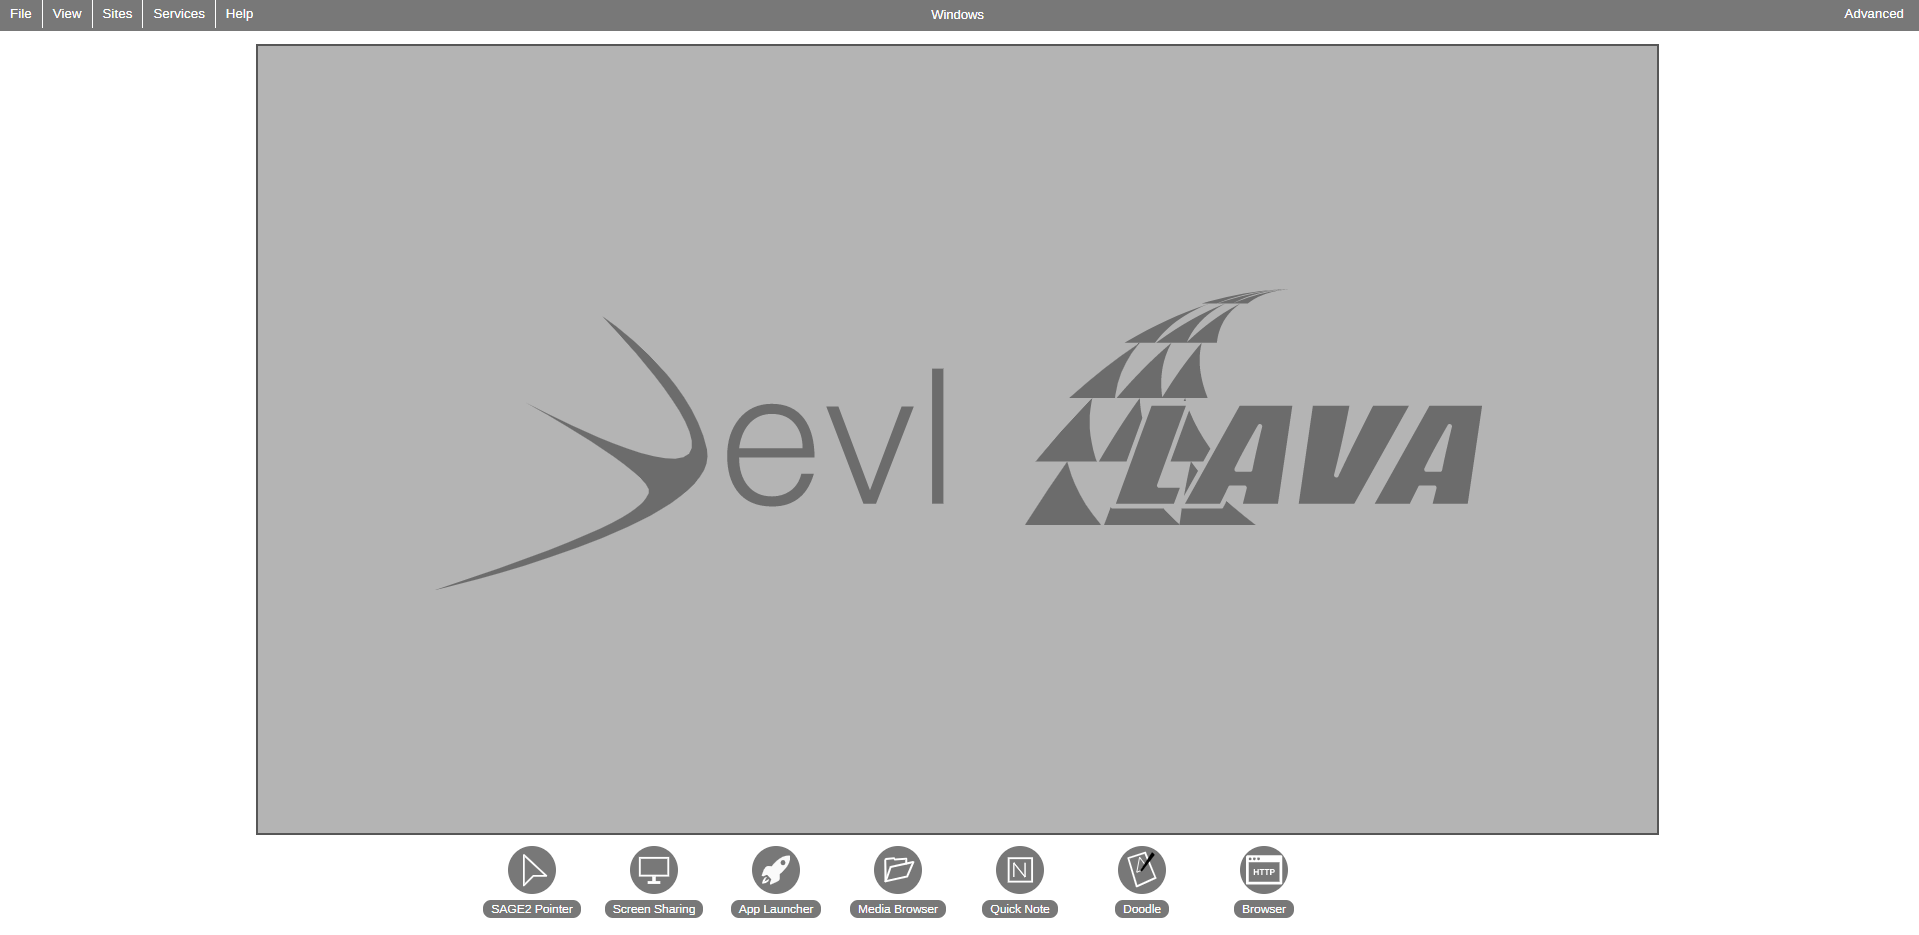 File View Sites Services Help Windows Advanced
evl LAVA
SAGE2 Pointer Screen Sharing App Launcher Media Browser N Quick Note Doodle HTTP Browser